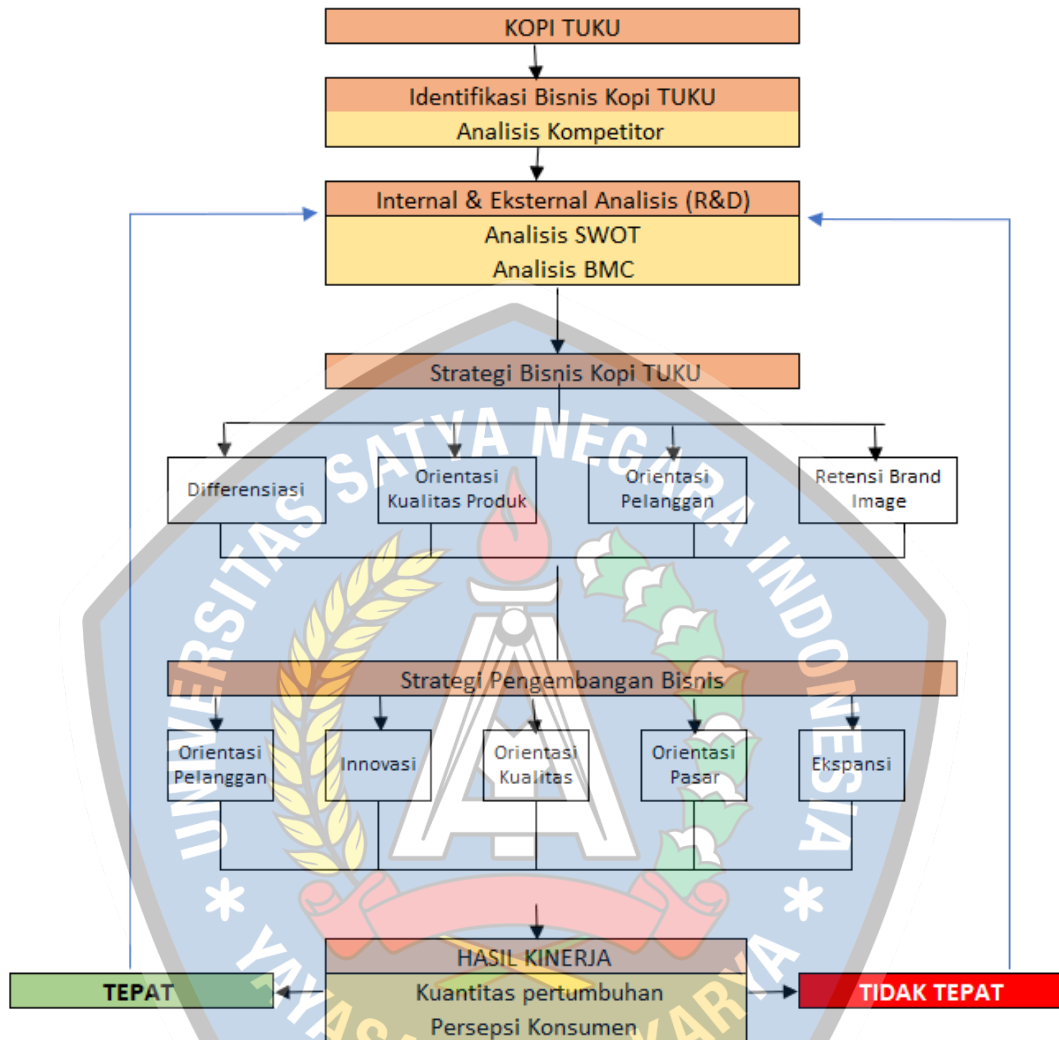 KOPI TUKU
Identifikasi Bisnis Kopi TUKU
Analisis Kompetitor
Internal & Eksternal Analisis (R&D)
Analisis SWOT
Analisis BMC
Strategi Bisnis Kopi TUKU
Differensiasi
Orientasi
Kualitas Produk
Orientasi
Pelanggan
Retensi Brand
Image
Strategi Pengembangan Bisnis
Orientasi
Pelanggan
Innovasi
Orientasi
Kualitas
Orientasi
Pasar
Ekspansi
HASIL KINERJA
Kuantitas pertumbuhan
Persepsi Konsumen
TEPAT
TIDAK TEPAT
UNIVERSITAS SATYA NEGARA INDONESIA